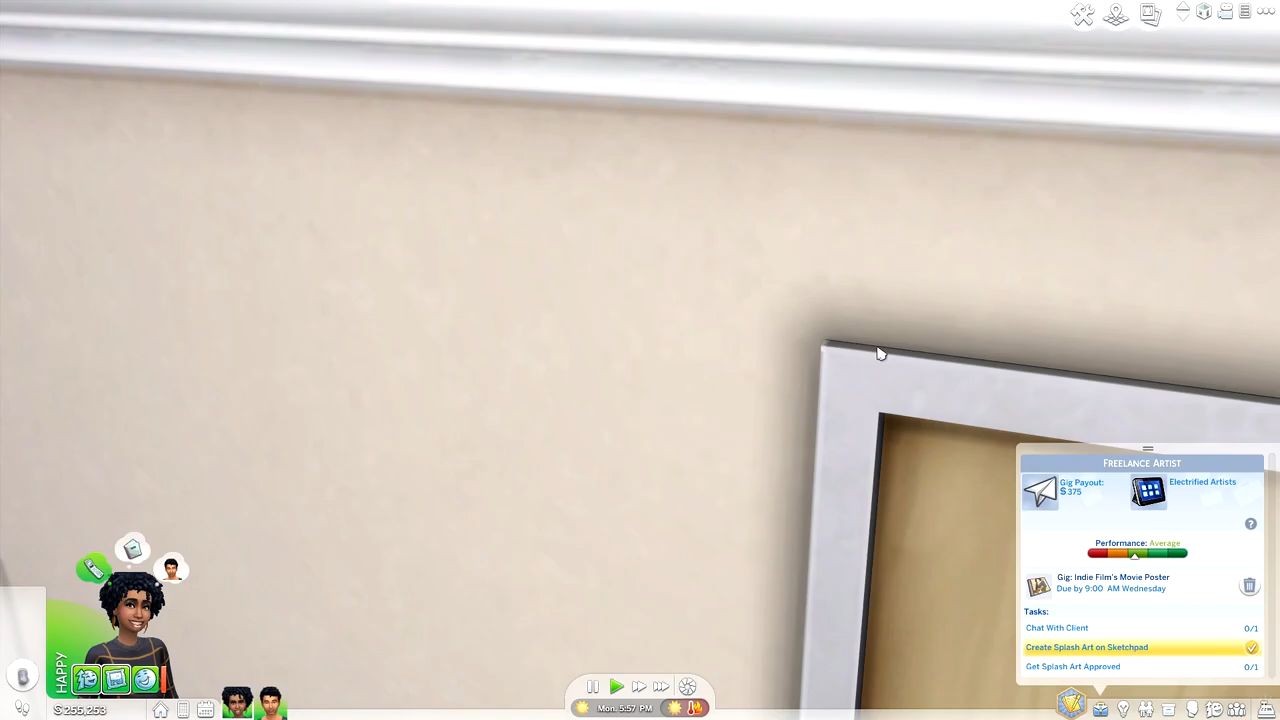 FREELANCE ARTIST
Gig Payout:
$375
Electrified Artists
?
Performance: Average
Gig: Indie Film's Movie Poster
Due by 9:00 AM Wednesday
Tasks:
Chat With Client 0/1
Create Splash Art on Sketchpad
Get Splash Art Approved 0/1
HAPPY
$255,253
Mon. 5:57 PM